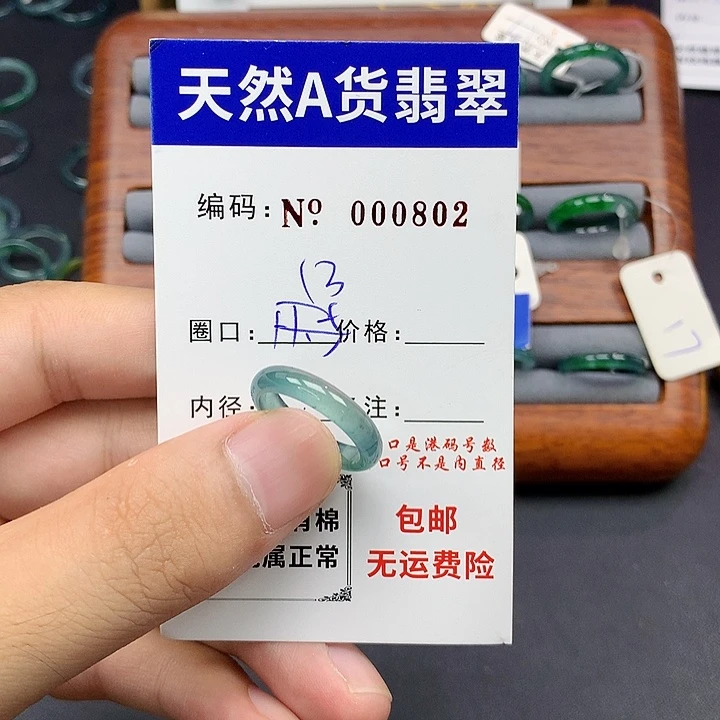 天然A货翡翠
编码: Nº 000802
13
圈口: 价格:
内径: 注:
口是港码号数
口号不是内直径
有棉
属正常
包邮
无运费险
17